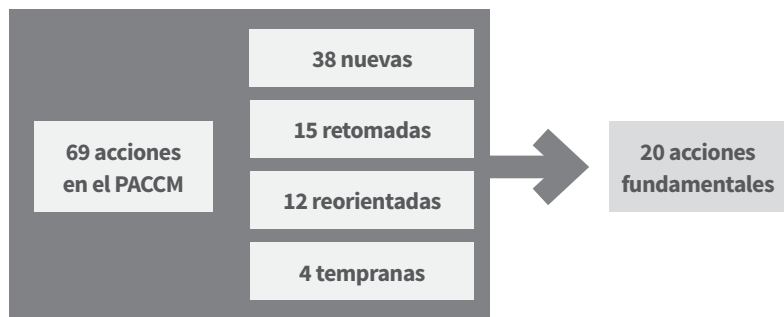 69 acciones
en el PACCM
38 nuevas
15 retomadas
12 reorientadas
4 tempranas
20 acciones
fundamentales